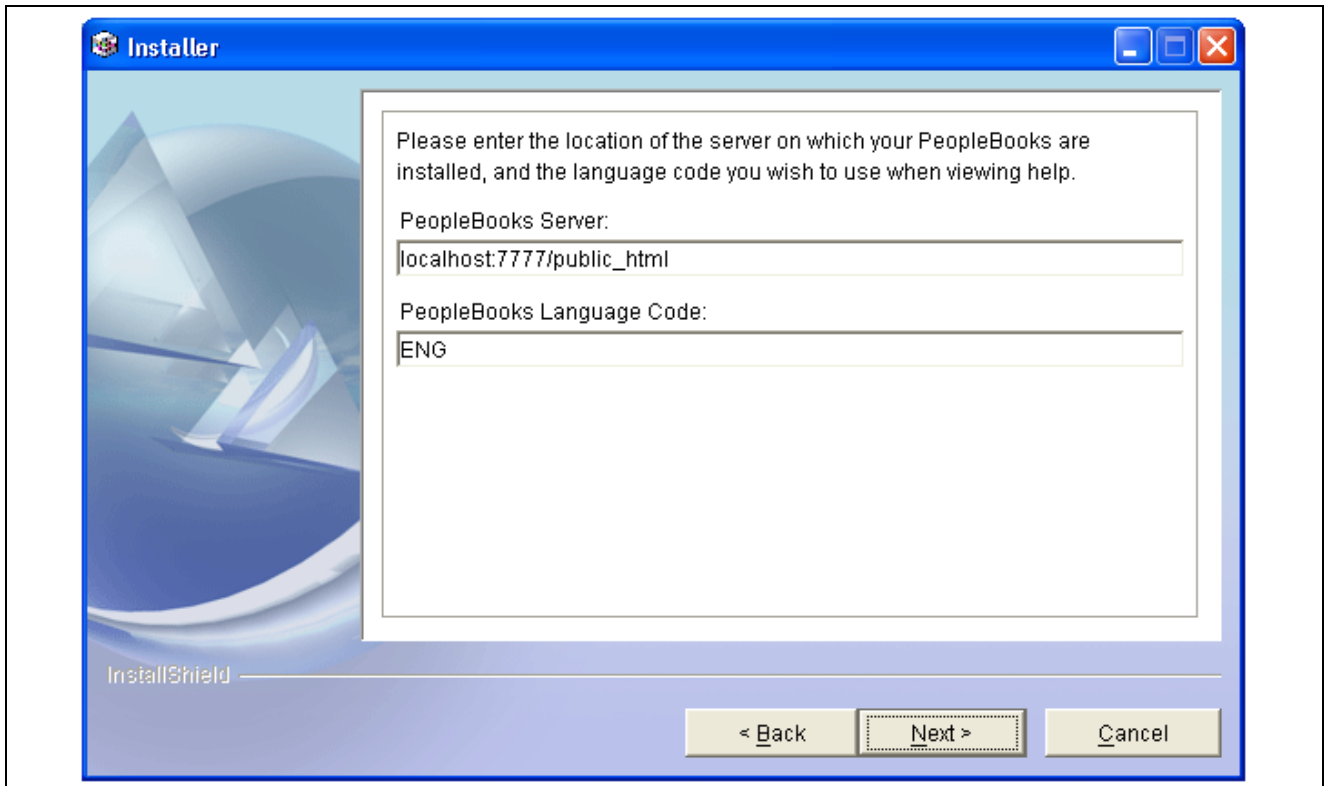 Installer
Please enter the location of the server on which your PeopleBooks are
installed, and the language code you wish to use when viewing help.
PeopleBooks Server:
localhost:7777/public_html
PeopleBooks Language Code:
ENG
InstallShield
< Back Next > Cancel